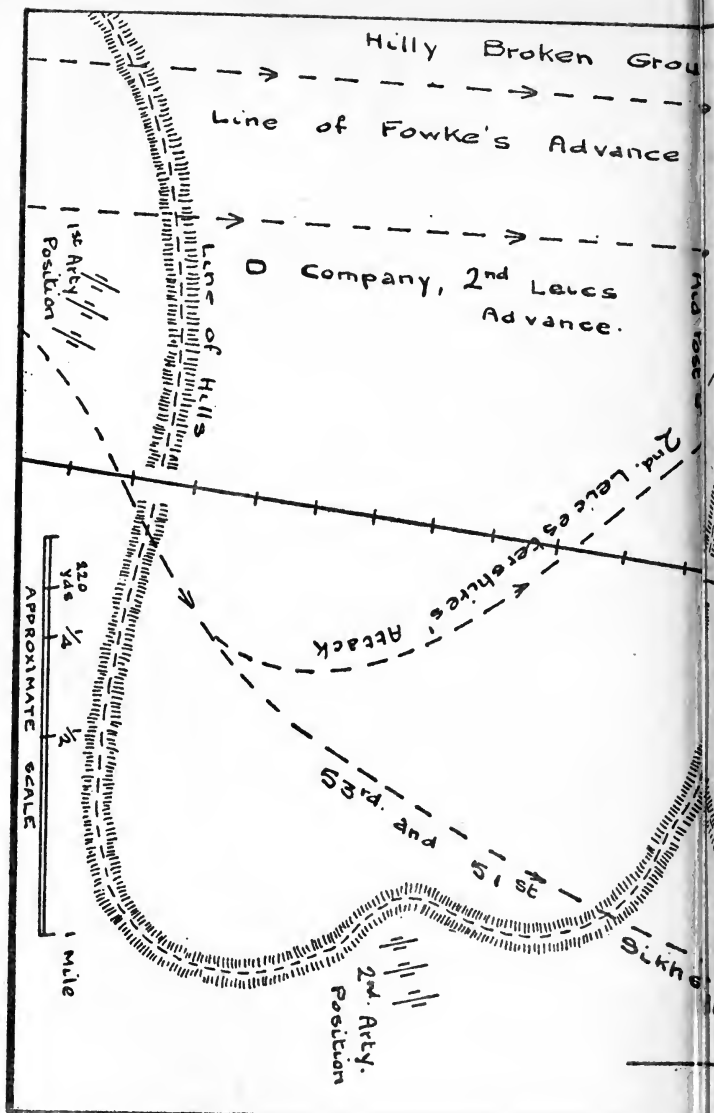 Hilly Broken Grou
Line of Fowke's Advance
D Company, 2nd Leics
Advance.
1st Arty
Position
Line of Hills
2nd. Leicestershires'
Attack
53rd. and 51st
Sikhs.
2nd. Arty.
Position
220
yds
1/4
1/2
1 Mile
APPROXIMATE SCALE